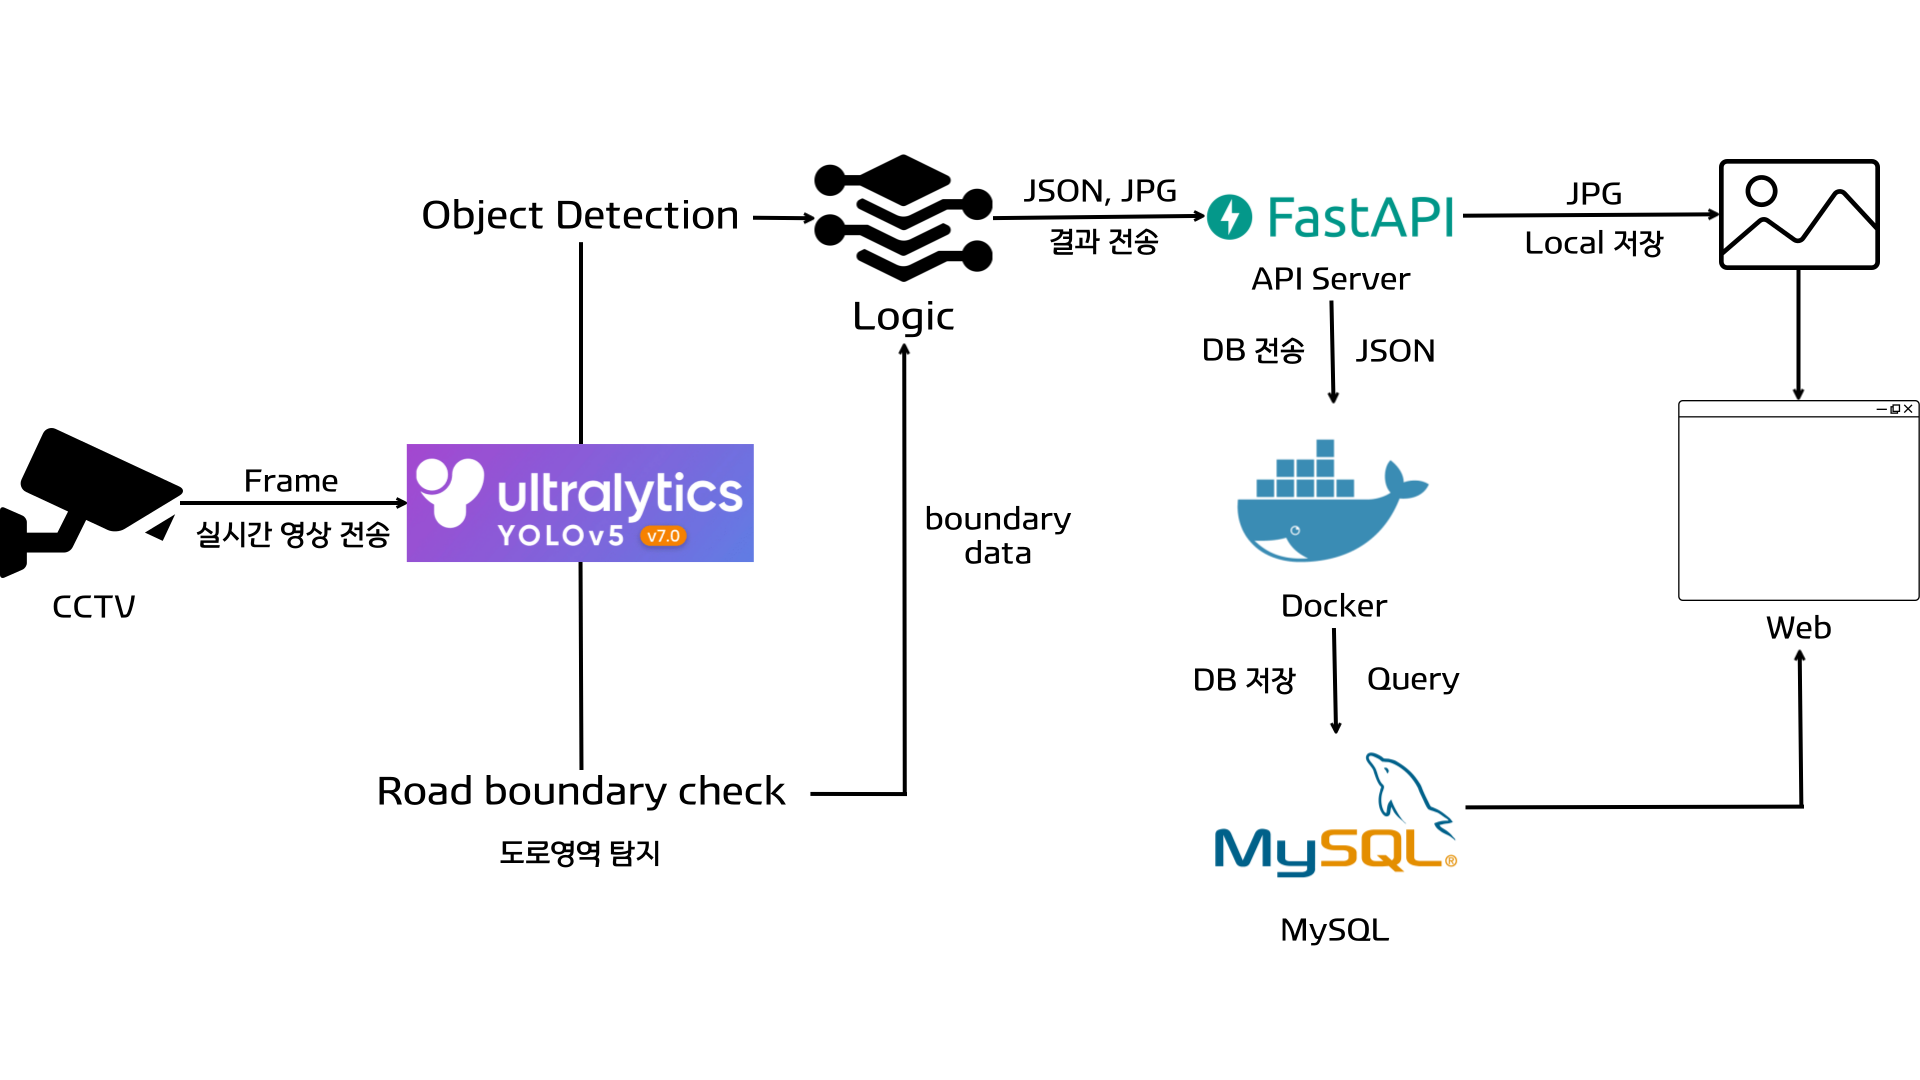 Object Detection
Logic
JSON, JPG
결과 전송
FastAPI
API Server
JPG
Local 저장
DB 전송
JSON
Frame
실시간 영상 전송
CCTV
ultralytics
YOLOv5 v7.0
boundary
data
Docker
Web
DB 저장
Query
Road boundary check
도로영역 탐지
MySQL®
MySQL